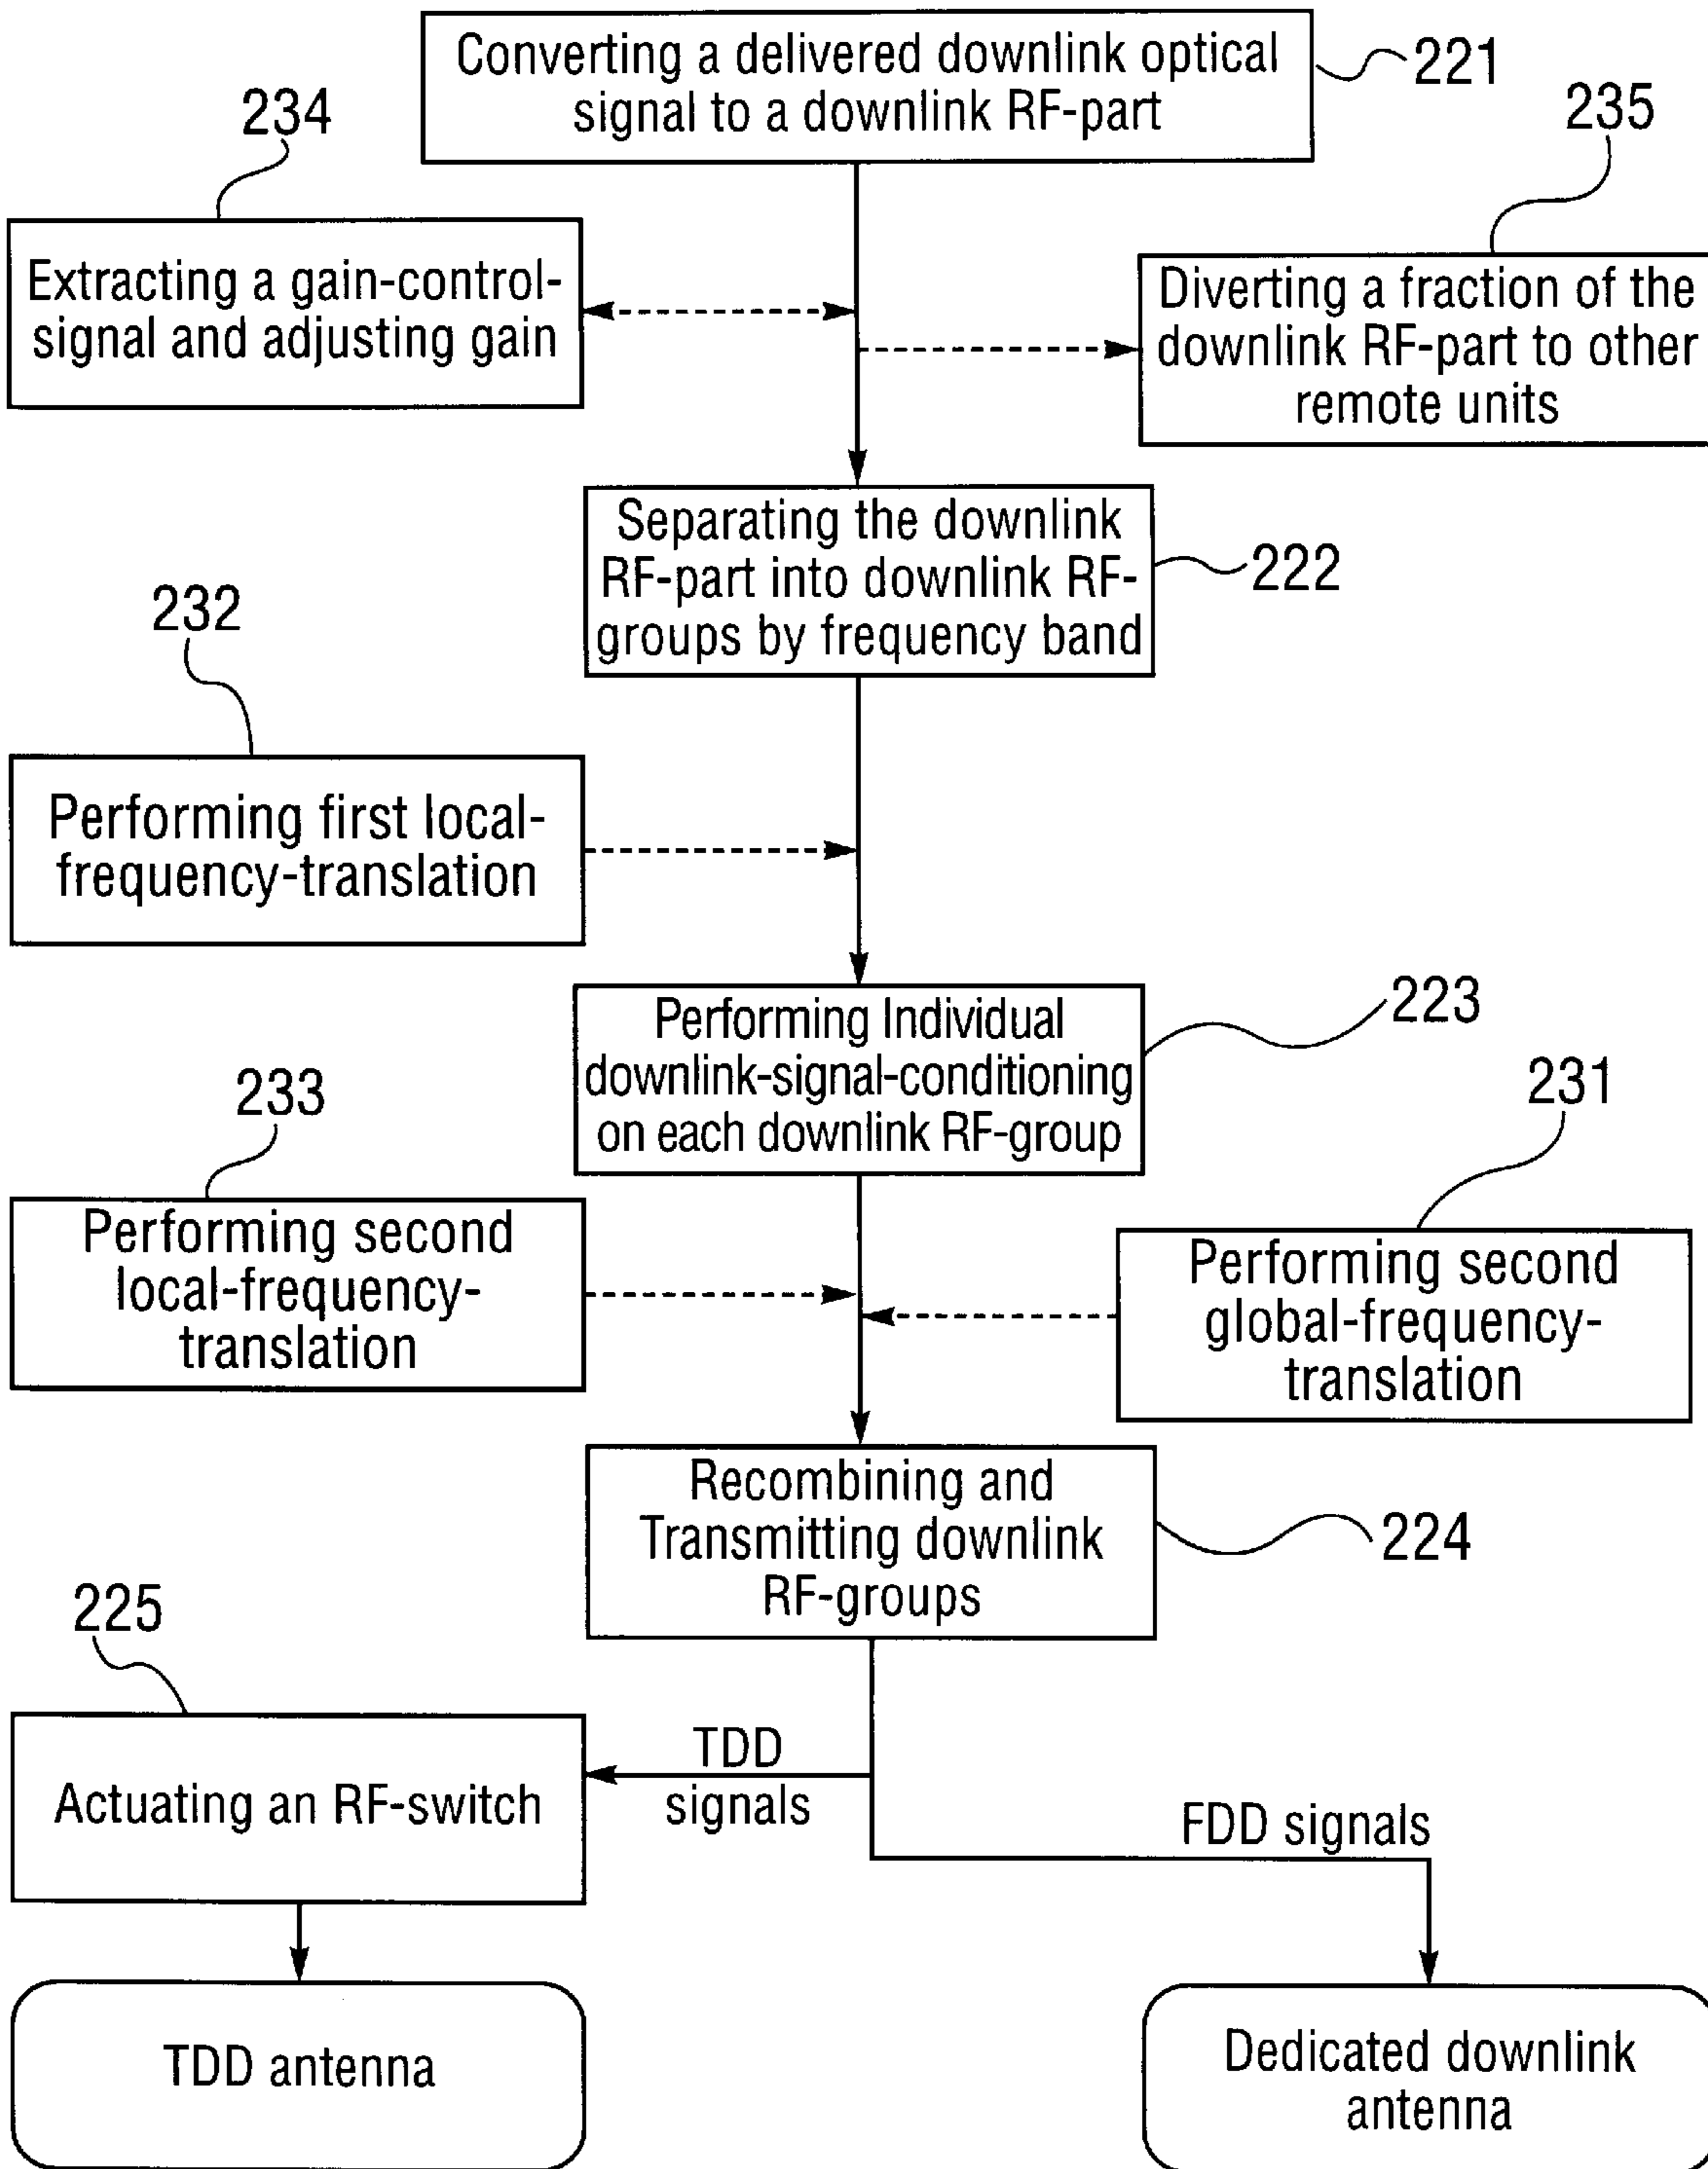 Converting a delivered downlink optical
signal to a downlink RF-part
221
234
235
Extracting a gain-control-
signal and adjusting gain
Diverting a fraction of the
downlink RF-part to other
remote units
Separating the downlink
RF-part into downlink RF-
groups by frequency band
222
232
Performing first local-
frequency-translation
Performing Individual
downlink-signal-conditioning
on each downlink RF-group
223
233
231
Performing second
local-frequency-
translation
Performing second
global-frequency-
translation
Recombining and
Transmitting downlink
RF-groups
224
225
Actuating an RF-switch
TDD
signals
FDD signals
TDD antenna
Dedicated downlink
antenna